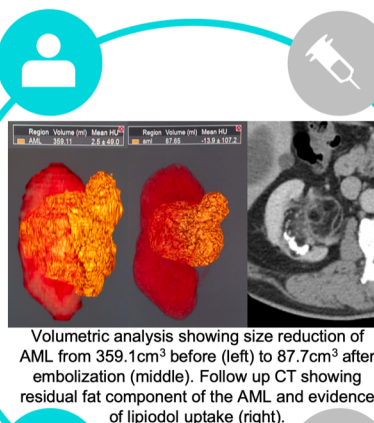 Region Volume (ml) Mean HU
AML 359.11 2.5 ± 49.0
Region Volume (ml) Mean HU
aml 87.65 -13.9 ± 107.2
Volumetric analysis showing size reduction of
AML from 359.1cm³ before (left) to 87.7cm³ after
embolization (middle). Follow up CT showing
residual fat component of the AML and evidence
of lipiodol uptake (right).